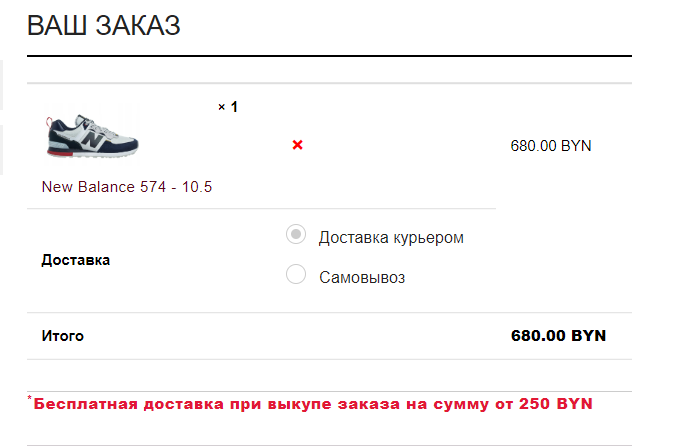 ВАШ ЗАКАЗ
× 1
680.00 BYN
New Balance 574 - 10.5
Доставка курьером
Доставка
Самовывоз
Итого 680.00 BYN
*Бесплатная доставка при выкупе заказа на сумму от 250 BYN